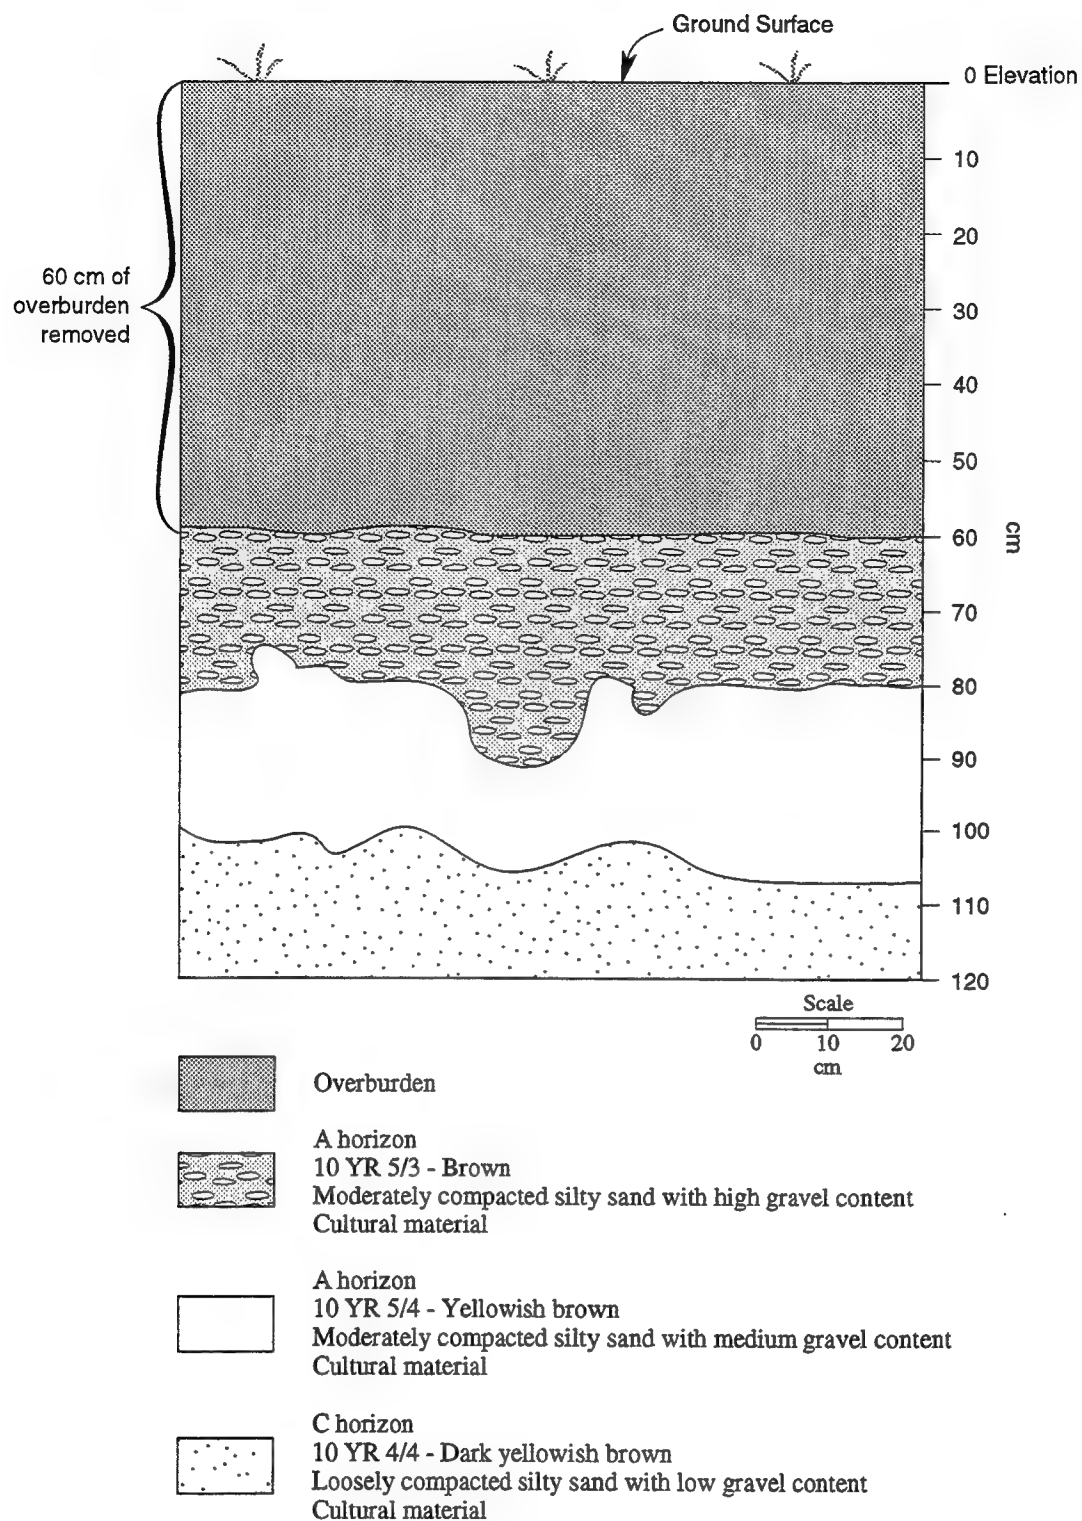 Ground Surface
0 Elevation
10
20
30
40
50
60
70
80
90
100
110
120
cm
60 cm of
overburden
removed
Scale
0 10 20
cm
Overburden
A horizon
10 YR 5/3 - Brown
Moderately compacted silty sand with high gravel content
Cultural material
A horizon
10 YR 5/4 - Yellowish brown
Moderately compacted silty sand with medium gravel content
Cultural material
C horizon
10 YR 4/4 - Dark yellowish brown
Loosely compacted silty sand with low gravel content
Cultural material